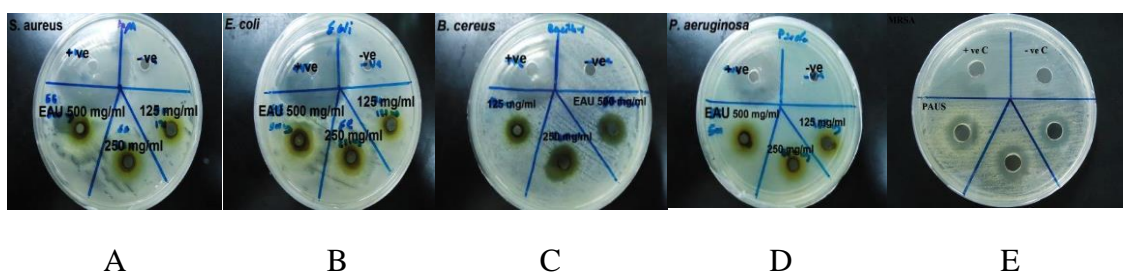 S. aureus
+ve
-ve
EAU 500 mg/ml
125 mg/ml
250 mg/ml
E. coli
E coli
+ve
-ve
EAU 500 mg/ml
125 mg/ml
250 mg/ml
B. cereus
+ve
-ve
125 mg/ml
EAU 500 mg/ml
250 mg/ml
P. aeruginosa
+ve
-ve
EAU 500 mg/ml
125 mg/ml
250 mg/ml
MRSA
+ ve C
- ve C
PAUS
A B C D E